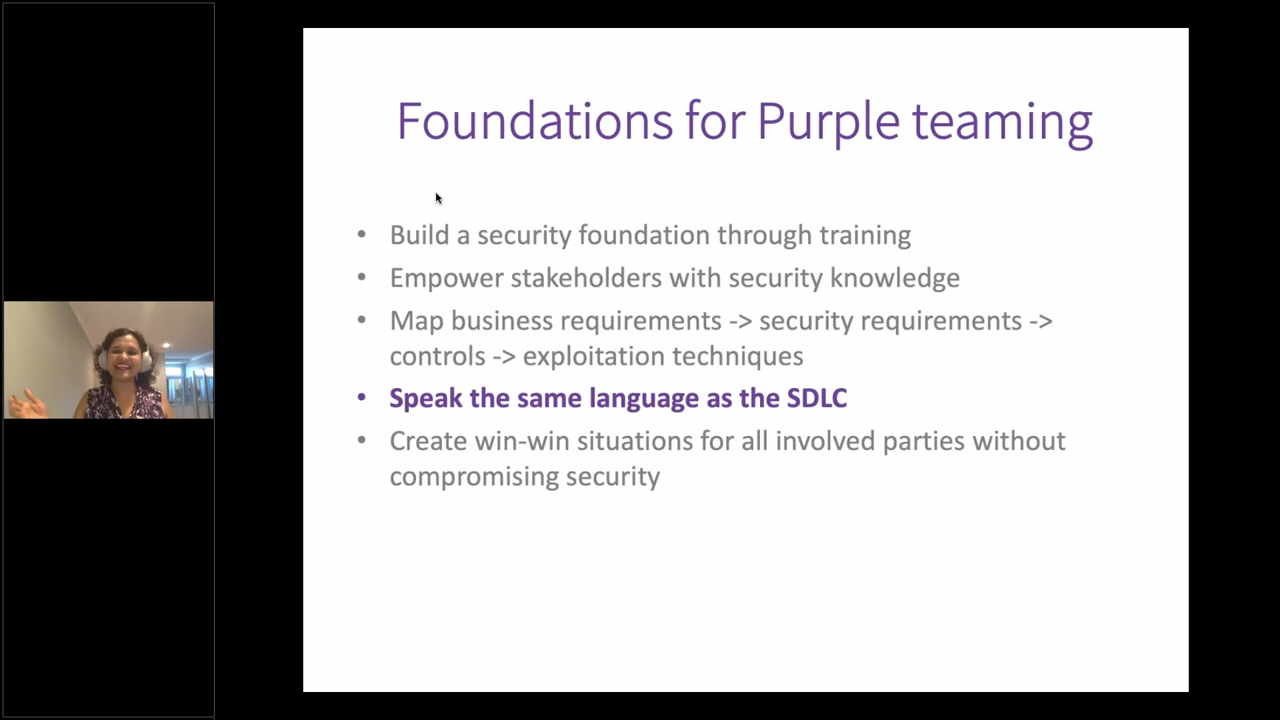 Foundations for Purple teaming
• Build a security foundation through training
• Empower stakeholders with security knowledge
• Map business requirements -> security requirements ->
controls -> exploitation techniques
• Speak the same language as the SDLC
• Create win-win situations for all involved parties without
compromising security